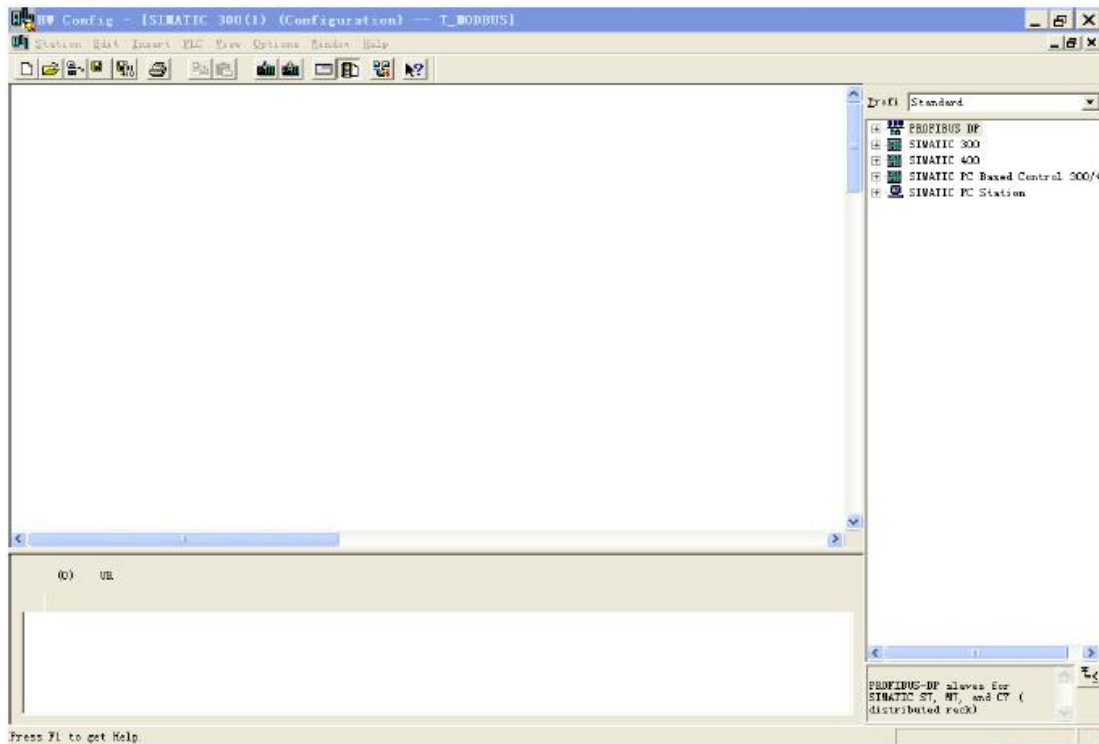 HW Config - [SIMATIC 300(1) (Configuration) -- T_MODBUS]
Station Edit Insert PLC View Options Window Help
Profi Standard
PROFIBUS DP
SIMATIC 300
SIMATIC 400
SIMATIC PC Based Control 300/4
SIMATIC PC Station
(0) UR
PROFIBUS-DP slaves for
SIMATIC S7, M7, and C7 (
distributed rack)
Press F1 to get Help.